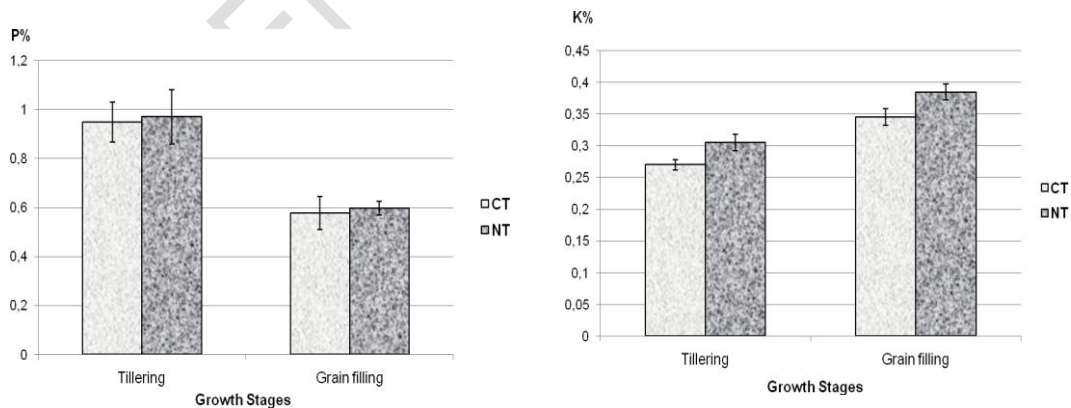 P%
1,2
1
0,8
0,6
0,4
0,2
0
Tillering Grain filling
Growth Stages
CT
NT
K%
0,45
0,4
0,35
0,3
0,25
0,2
0,15
0,1
0,05
0
Tillering Grain filling
Growth Stages
CT
NT